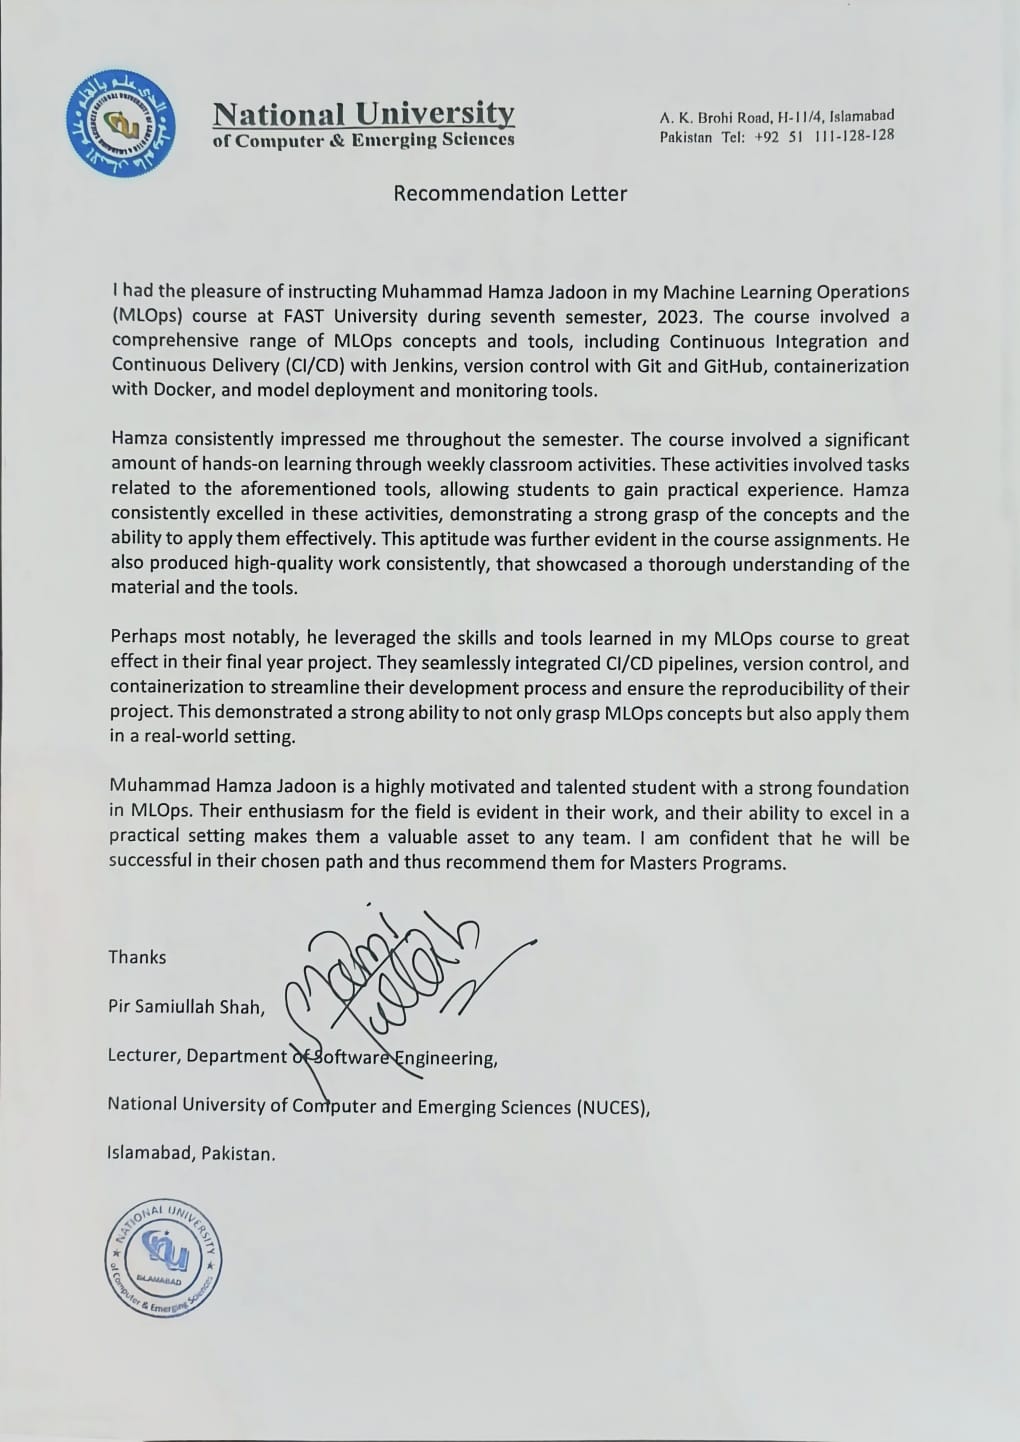 National University
of Computer & Emerging Sciences
A. K. Brohi Road, H-11/4, Islamabad
Pakistan Tel: +92 51 111-128-128
Recommendation Letter
I had the pleasure of instructing Muhammad Hamza Jadoon in my Machine Learning Operations
(MLOps) course at FAST University during seventh semester, 2023. The course involved a
comprehensive range of MLOps concepts and tools, including Continuous Integration and
Continuous Delivery (CI/CD) with Jenkins, version control with Git and GitHub, containerization
with Docker, and model deployment and monitoring tools.
Hamza consistently impressed me throughout the semester. The course involved a significant
amount of hands-on learning through weekly classroom activities. These activities involved tasks
related to the aforementioned tools, allowing students to gain practical experience. Hamza
consistently excelled in these activities, demonstrating a strong grasp of the concepts and the
ability to apply them effectively. This aptitude was further evident in the course assignments. He
also produced high-quality work consistently, that showcased a thorough understanding of the
material and the tools.
Perhaps most notably, he leveraged the skills and tools learned in my MLOps course to great
effect in their final year project. They seamlessly integrated CI/CD pipelines, version control, and
containerization to streamline their development process and ensure the reproducibility of their
project. This demonstrated a strong ability to not only grasp MLOps concepts but also apply them
in a real-world setting.
Muhammad Hamza Jadoon is a highly motivated and talented student with a strong foundation
in MLOps. Their enthusiasm for the field is evident in their work, and their ability to excel in a
practical setting makes them a valuable asset to any team. I am confident that he will be
successful in their chosen path and thus recommend them for Masters Programs.
Thanks
Pir Samiullah Shah,
Lecturer, Department of Software Engineering,
National University of Computer and Emerging Sciences (NUCES),
Islamabad, Pakistan.
NATIONAL UNIVERSITY
ISLAMABAD
of Computer & Emerging Sciences